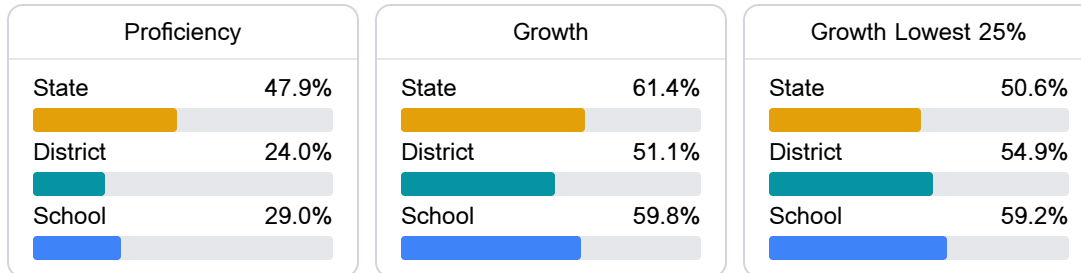 Proficiency
State 47.9%
District 24.0%
School 29.0%
Growth
State 61.4%
District 51.1%
School 59.8%
Growth Lowest 25%
State 50.6%
District 54.9%
School 59.2%